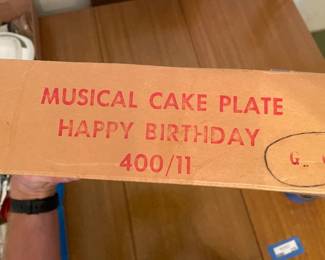 MUSICAL CAKE PLATE
HAPPY BIRTHDAY
400/11
G